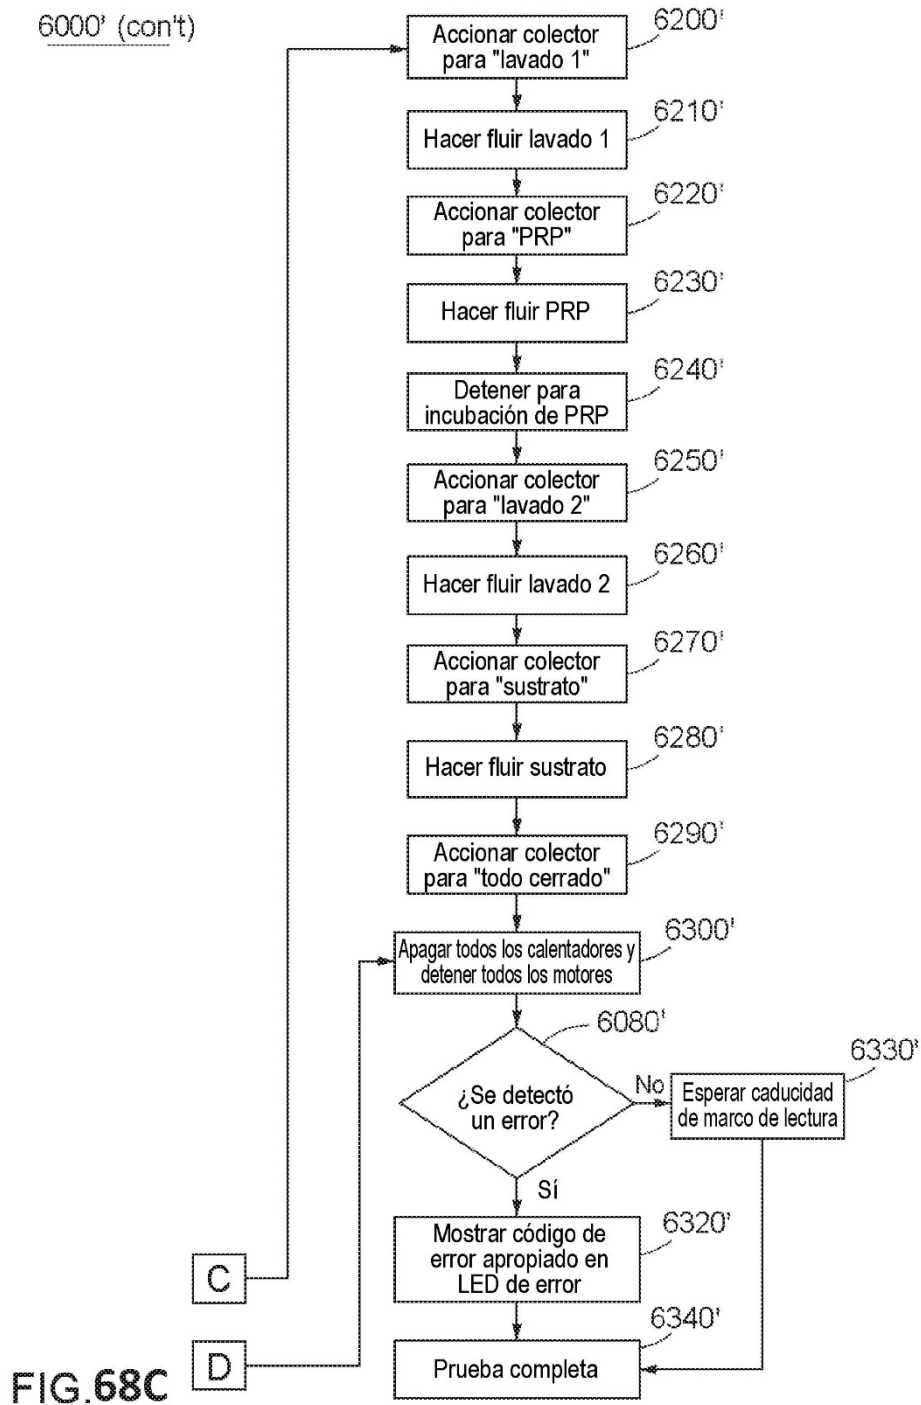 6000' (con't)
Accionar colector
para "lavado 1"
6200'
Hacer fluir lavado 1
6210'
Accionar colector
para "PRP"
6220'
Hacer fluir PRP
6230'
Detener para
incubación de PRP
6240'
Accionar colector
para "lavado 2"
6250'
Hacer fluir lavado 2
6260'
Accionar colector
para "sustrato"
6270'
Hacer fluir sustrato
6280'
Accionar colector
para "todo cerrado"
6290'
Apagar todos los calentadores y
detener todos los motores
6300'
¿Se detectó
un error?
6080'
No
Esperar caducidad
de marco de lectura
6330'
Sí
Mostrar código de
error apropiado en
LED de error
6320'
C
Prueba completa
6340'
D
FIG.68C